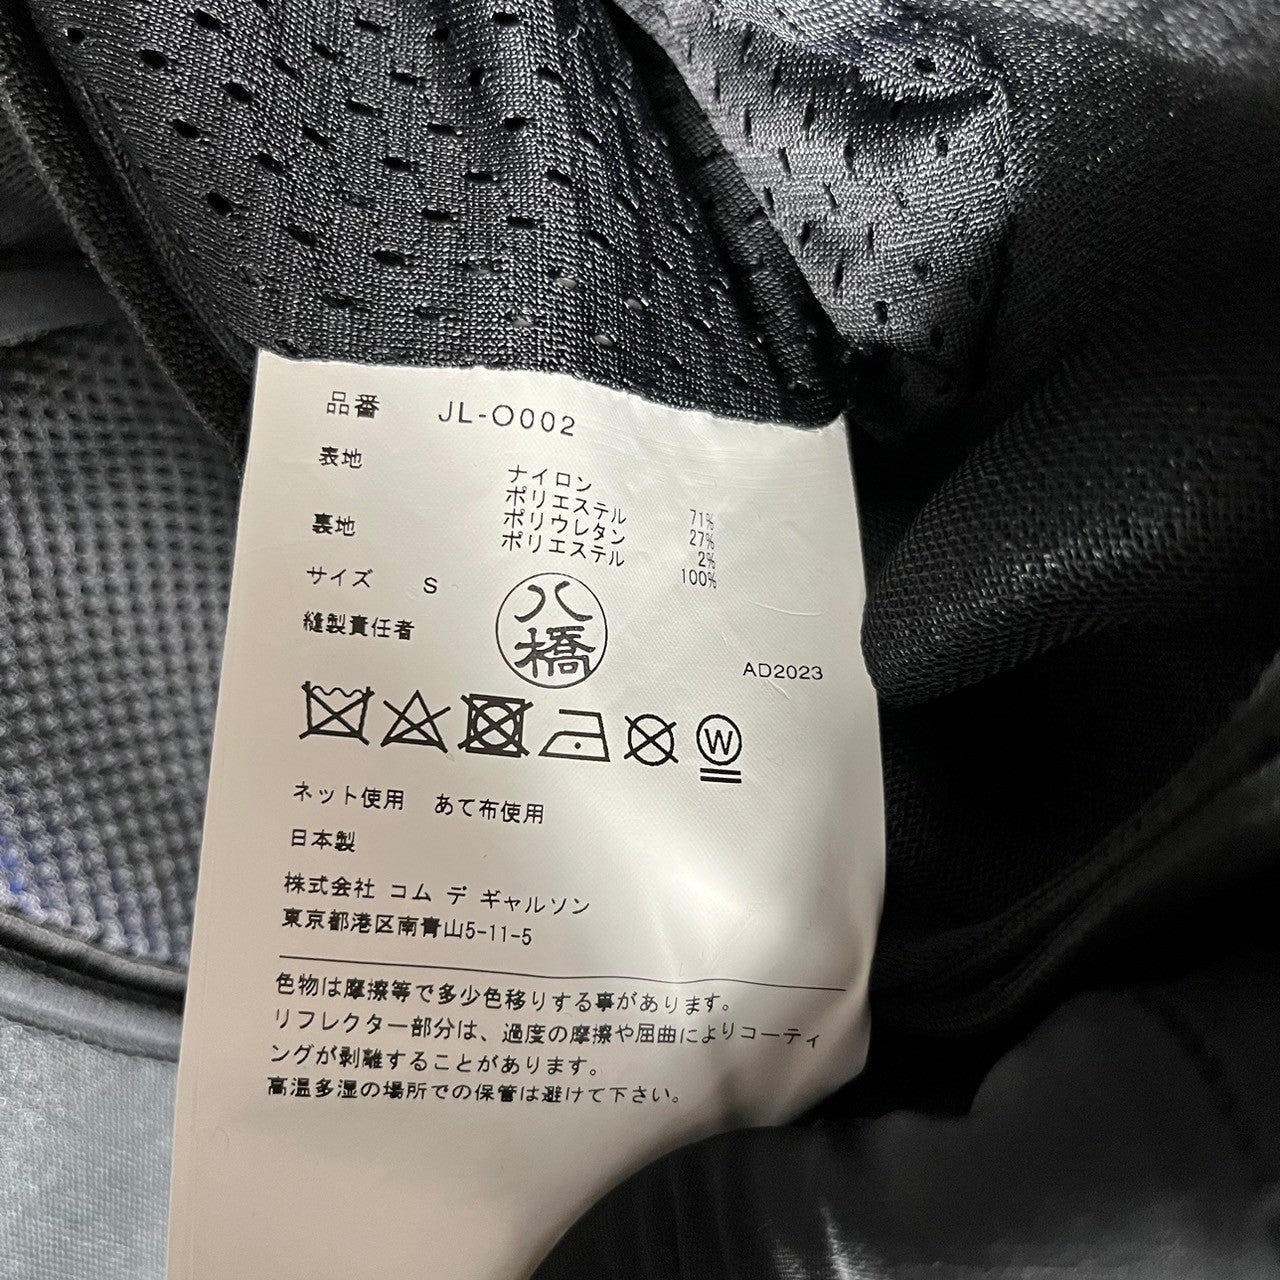 品番 JL-O002
表地 ナイロン 71%
ポリエステル 27%
ポリウレタン 2%
裏地 ポリエステル 100%
サイズ S
縫製責任者 八橋
AD2023
W
ネット使用 あて布使用
日本製
株式会社 コム デ ギャルソン
東京都港区南青山5-11-5
色物は摩擦等で多少色移りする事があります。
リフレクター部分は、過度の摩擦や屈曲によりコーティ
ングが剥離することがあります。
高温多湿の場所での保管は避けて下さい。